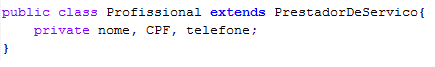 public class Profissional extends PrestadorDeServico{
    private nome, CPF, telefone;
}